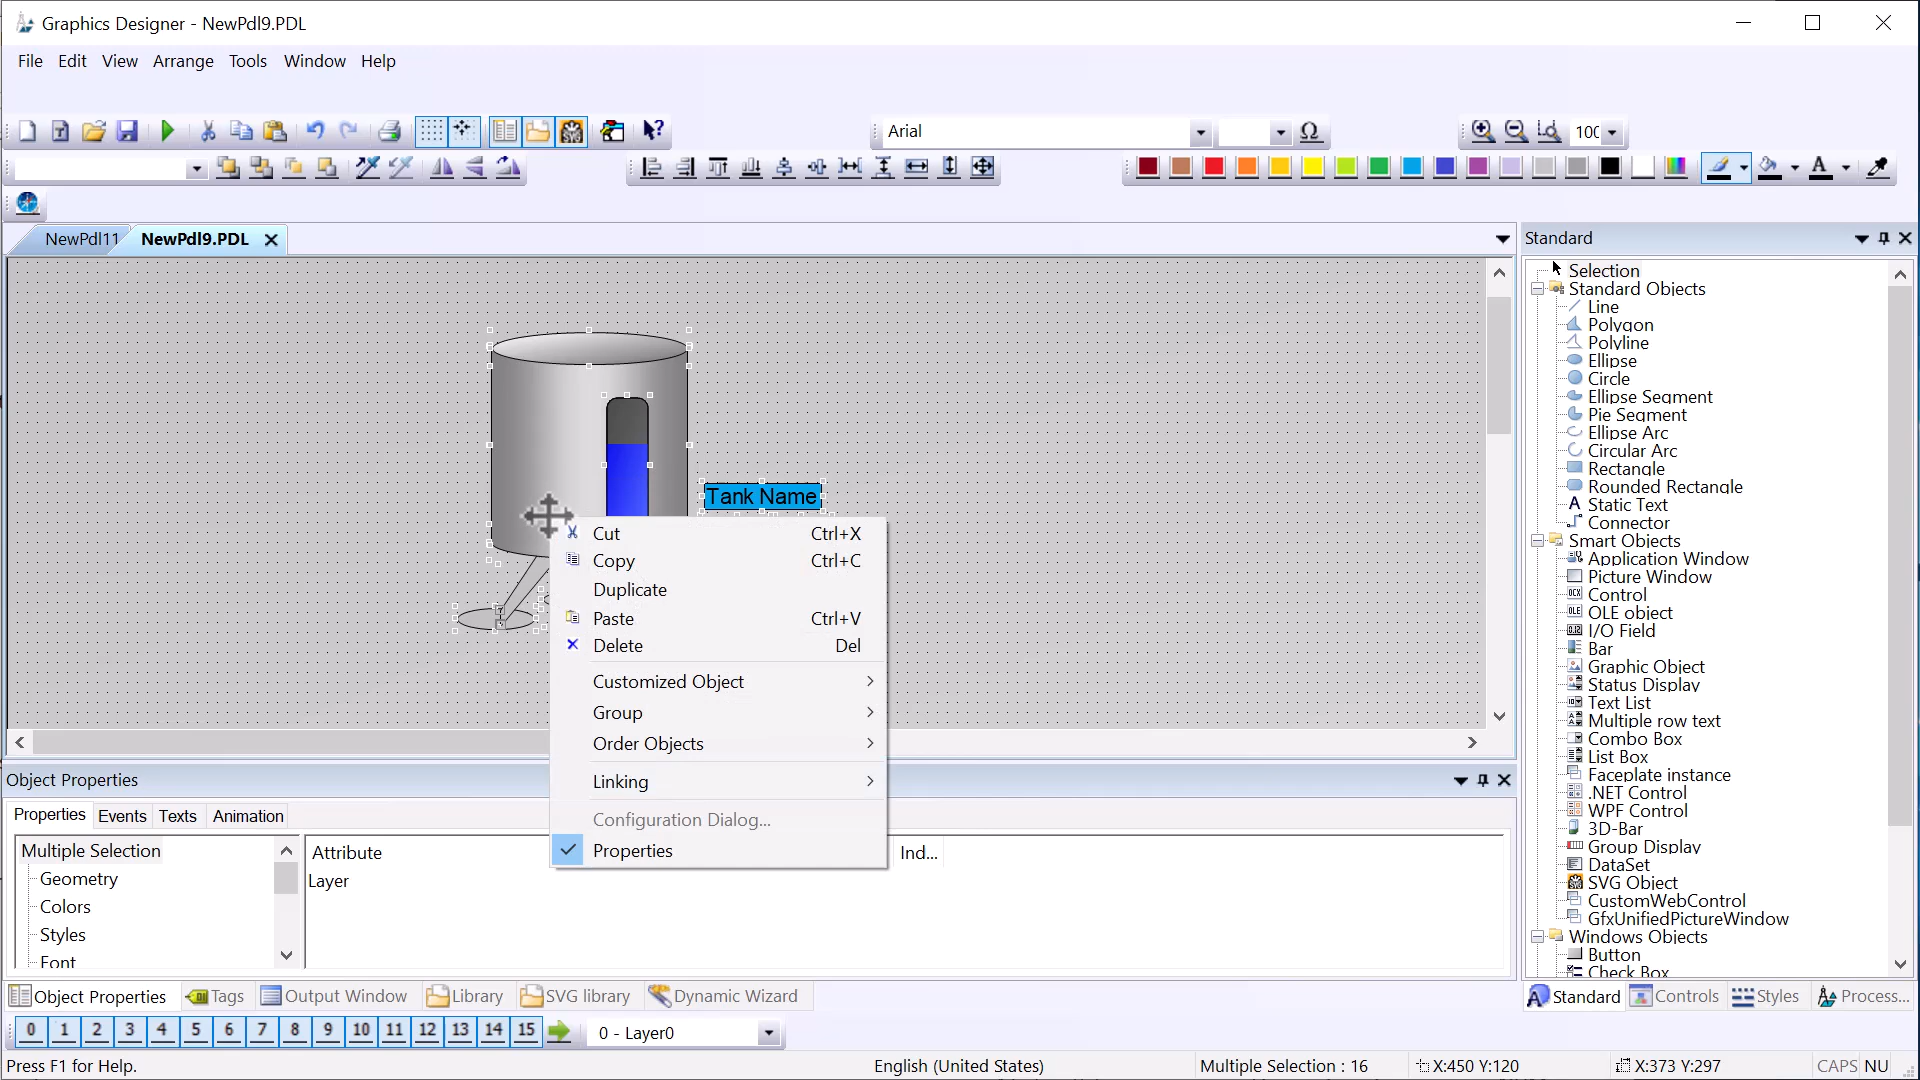 Graphics Designer - NewPdl9.PDL
File Edit View Arrange Tools Window Help
Arial
100
NewPdl11
NewPdl9.PDL
Standard
Selection
Standard Objects
Line
Polygon
Polyline
Ellipse
Circle
Ellipse Segment
Pie Segment
Ellipse Arc
Circular Arc
Rectangle
Rounded Rectangle
Static Text
Connector
Smart Objects
Application Window
Picture Window
Control
OLE object
I/O Field
Bar
Graphic Object
Status Display
Text List
Multiple row text
Combo Box
List Box
Faceplate instance
.NET Control
WPF Control
3D-Bar
Group Display
DataSet
SVG Object
CustomWebControl
GfxUnifiedPictureWindow
Windows Objects
Button
Check Box
Tank Name
Cut Ctrl+X
Copy Ctrl+C
Duplicate
Paste Ctrl+V
Delete Del
Customized Object
Group
Order Objects
Linking
Configuration Dialog...
Properties
Object Properties
Properties Events Texts Animation
Multiple Selection
Geometry
Colors
Styles
Font
Attribute Ind...
Layer
Object Properties Tags Output Window Library SVG library Dynamic Wizard
Standard Controls Styles Process...
0 1 2 3 4 5 6 7 8 9 10 11 12 13 14 15 0 - Layer0
Press F1 for Help. English (United States) Multiple Selection : 16 X:450 Y:120 X:373 Y:297 CAPS NU